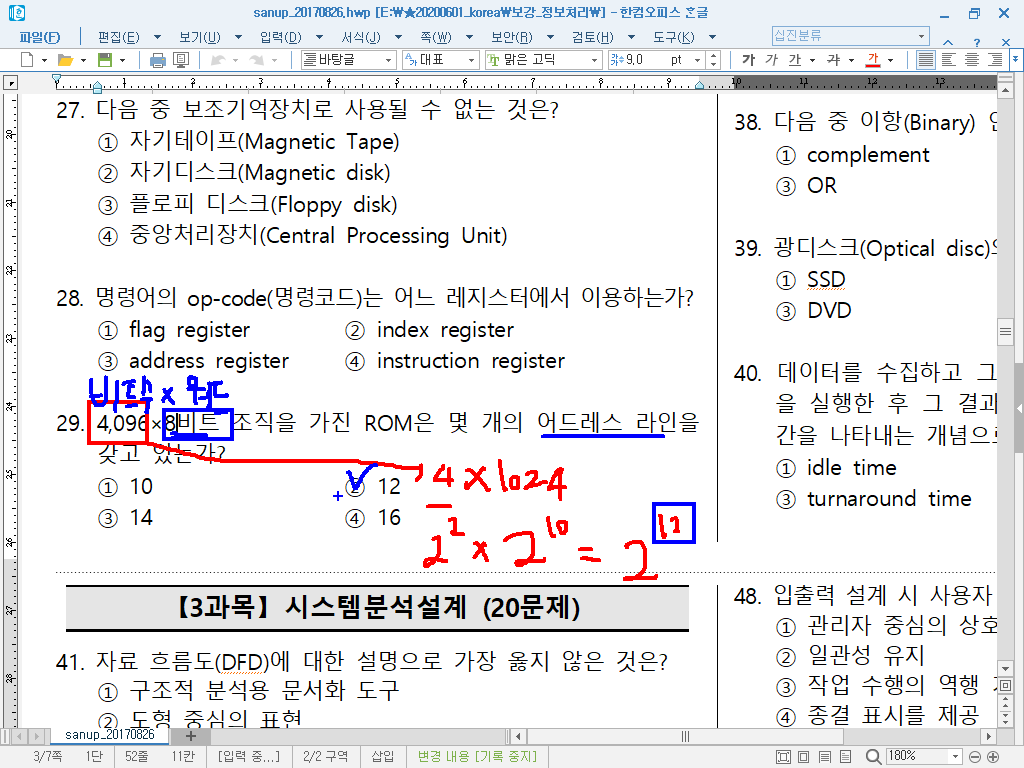 sanup_20170826.hwp [E:￦★20200601_korea￦보강_정보처리￦] - 한컴오피스 한글
파일(F) 편집(E) 보기(U) 입력(D) 서식(J) 쪽(W) 보안(R) 검토(H) 도구(K) 십진분류
바탕글 대표 맑은 고딕 9,0 pt 가 가 가 가 가
1 2 3 4 5 6 7 8 9 10 11 12 13
27. 다음 중 보조기억장치로 사용될 수 없는 것은?
① 자기테이프(Magnetic Tape)
② 자기디스크(Magnetic disk)
③ 플로피 디스크(Floppy disk)
④ 중앙처리장치(Central Processing Unit)
28. 명령어의 op-code(명령코드)는 어느 레지스터에서 이용하는가?
① flag register ② index register
③ address register ④ instruction register
× 워드
29. 4,096×8비트 조직을 가진 ROM은 몇 개의 어드레스 라인을
갖고 있는가?
① 10 ② 12
③ 14 ④ 16
4 × 1024
2² × 2¹⁰ = 2¹²
【3과목】시스템분석설계 (20문제)
41. 자료 흐름도(DFD)에 대한 설명으로 가장 옳지 않은 것은?
① 구조적 분석용 문서화 도구
② 도형 중심의 표현
38. 다음 중 이항(Binary)
① complement
③ OR
39. 광디스크(Optical disc)
① SSD
③ DVD
40. 데이터를 수집하고 그
을 실행한 후 그 결과
간을 나타내는 개념으로
① idle time
③ turnaround time
48. 입출력 설계 시 사용자
① 관리자 중심의 상호
② 일관성 유지
③ 작업 수행의 역행
④ 종결 표시를 제공
sanup_20170826
3/7쪽 1단 52줄 11칸 [입력 중...] 2/2 구역 삽입 변경 내용 [기록 중지] 180%